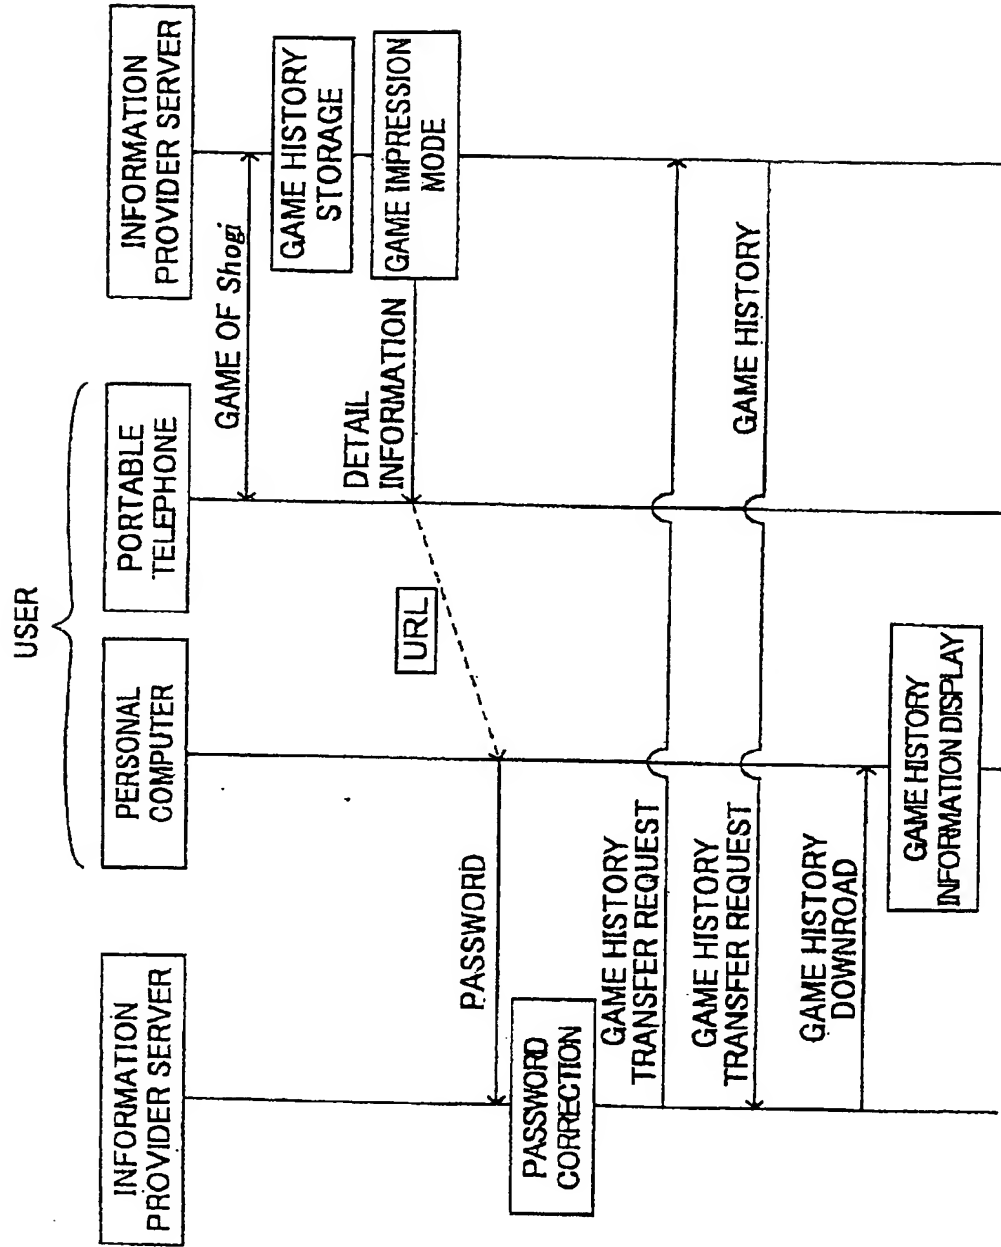 USER
INFORMATION
PROVIDER SERVER
PERSONAL
COMPUTER
PORTABLE
TELEPHONE
INFORMATION
PROVIDER SERVER
GAME OF Shogi
GAME HISTORY
STORAGE
DETAIL
INFORMATION
GAME IMPRESSION
MODE
URL
PASSWORD
PASSWORD
CORRECTION
GAME HISTORY
TRANSFER REQUEST
GAME HISTORY
TRANSFER REQUEST
GAME HISTORY
GAME HISTORY
DOWNROAD
GAME HISTORY
INFORMATION DISPLAY